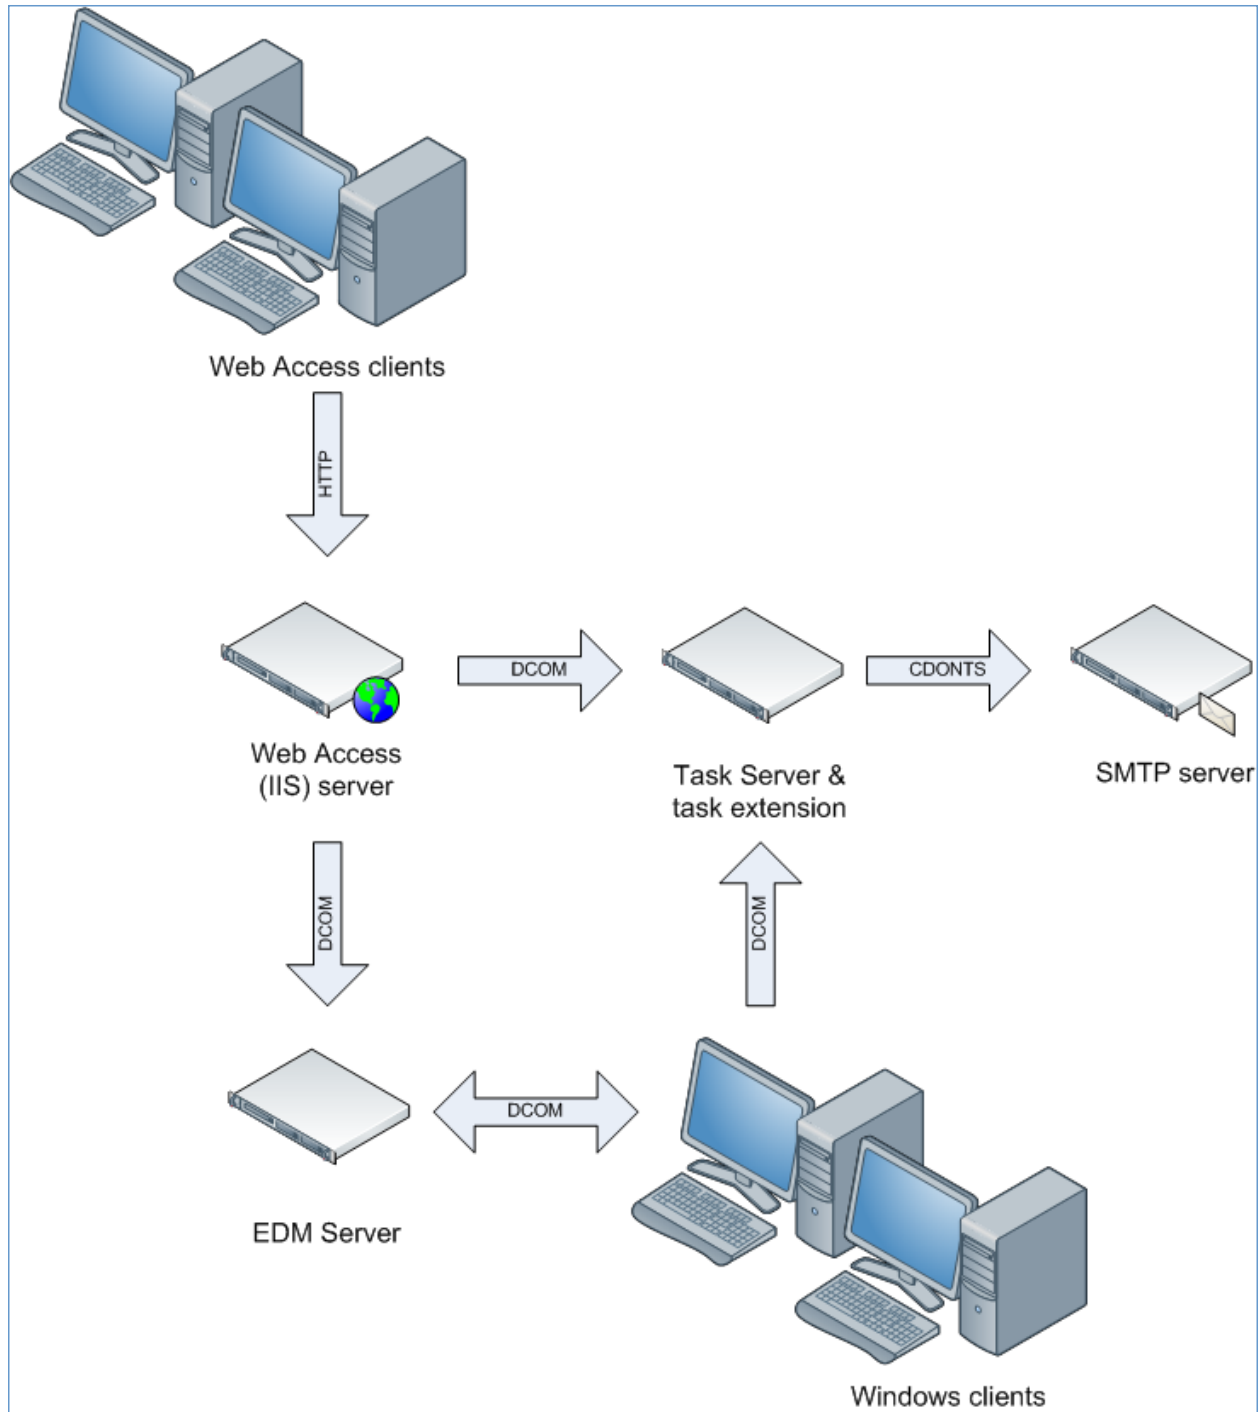 Web Access clients
HTTP
DCOM
CDONTS
Web Access
(IIS) server
Task Server &
task extension
SMTP server
DCOM
DCOM
DCOM
EDM Server
Windows clients